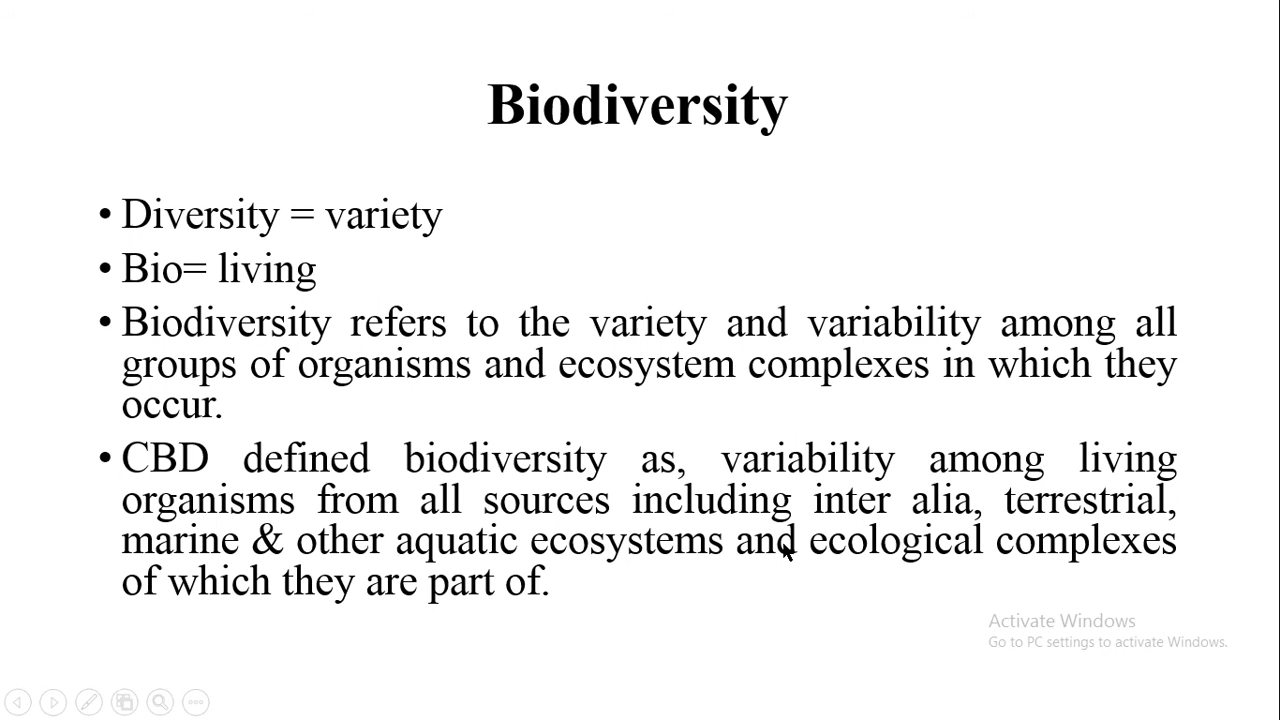 Biodiversity
• Diversity = variety
• Bio= living
• Biodiversity refers to the variety and variability among all
groups of organisms and ecosystem complexes in which they
occur.
• CBD defined biodiversity as, variability among living
organisms from all sources including inter alia, terrestrial,
marine & other aquatic ecosystems and ecological complexes
of which they are part of.
Activate Windows
Go to PC settings to activate Windows.